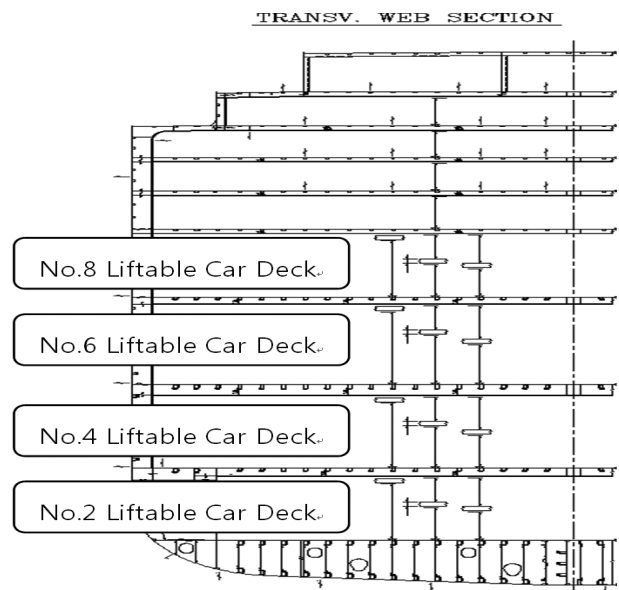 TRANSV. WEB SECTION
No.8 Liftable Car Deck
No.6 Liftable Car Deck
No.4 Liftable Car Deck
No.2 Liftable Car Deck